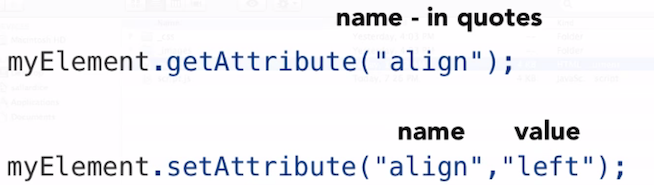 name - in quotes
myElement.getAttribute("align");
name value
myElement.setAttribute("align","left");